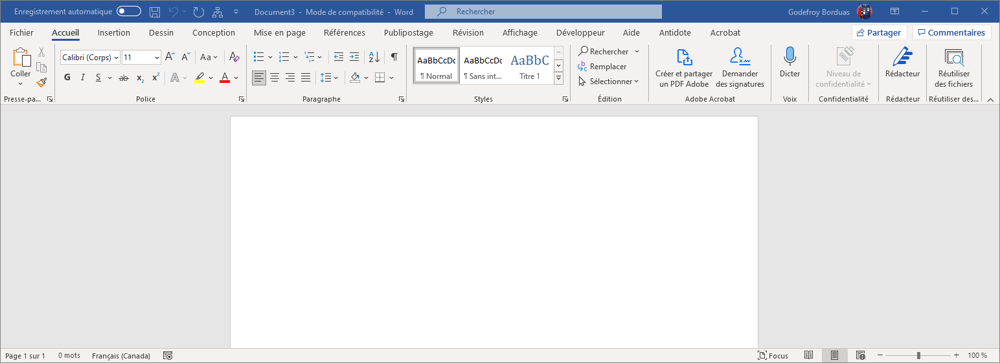 Enregistrement automatique
Document3 - Mode de compatibilité - Word
Rechercher
Godefroy Borduas
Fichier Accueil Insertion Dessin Conception Mise en page Références Publipostage Révision Affichage Développeur Aide Antidote Acrobat Partager Commentaires
Coller
Presse-pa...
Calibri (Corps) 11 Aa
G I S ab x₂ x² A A
Police
Paragraphe
AaBbCcDc AaBbCcDc AaBbC
¶ Normal ¶ Sans int... Titre 1
Styles
Rechercher
Remplacer
Sélectionner
Édition
Créer et partager
un PDF Adobe
Demander
des signatures
Adobe Acrobat
Dicter
Voix
Niveau de
confidentialité
Confidentialité
Rédacteur
Rédacteur
Réutiliser
des fichiers
Réutiliser des...
Page 1 sur 1 0 mots Français (Canada) Focus 100 %